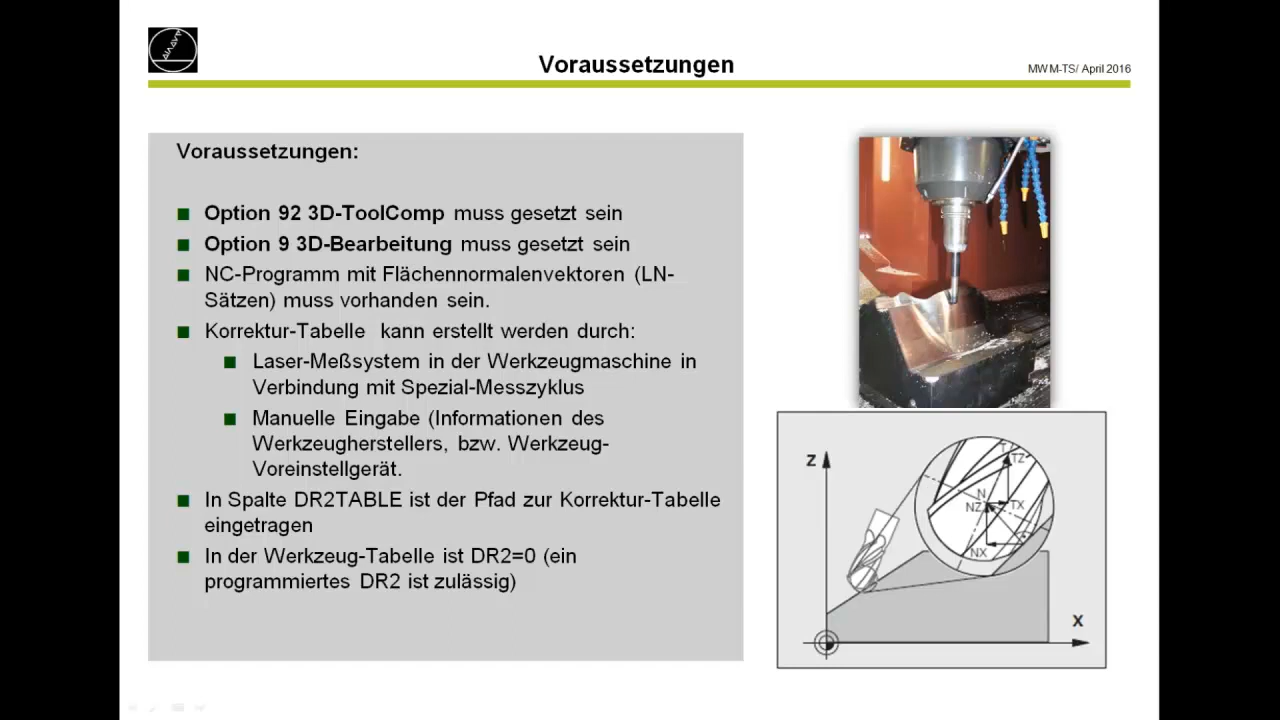 Voraussetzungen
MW M-TS/ April 2016
Voraussetzungen:
Option 92 3D-ToolComp muss gesetzt sein
Option 9 3D-Bearbeitung muss gesetzt sein
NC-Programm mit Flächennormalenvektoren (LN-
Sätzen) muss vorhanden sein.
Korrektur-Tabelle kann erstellt werden durch:
Laser-Meßsystem in der Werkzeugmaschine in
Verbindung mit Spezial-Messzyklus
Manuelle Eingabe (Informationen des
Werkzeugherstellers, bzw. Werkzeug-
Voreinstellgerät.
In Spalte DR2TABLE ist der Pfad zur Korrektur-Tabelle
eingetragen
In der Werkzeug-Tabelle ist DR2=0 (ein
programmiertes DR2 ist zulässig)
Z
T
TZ
N
NZ
TX
NX
X